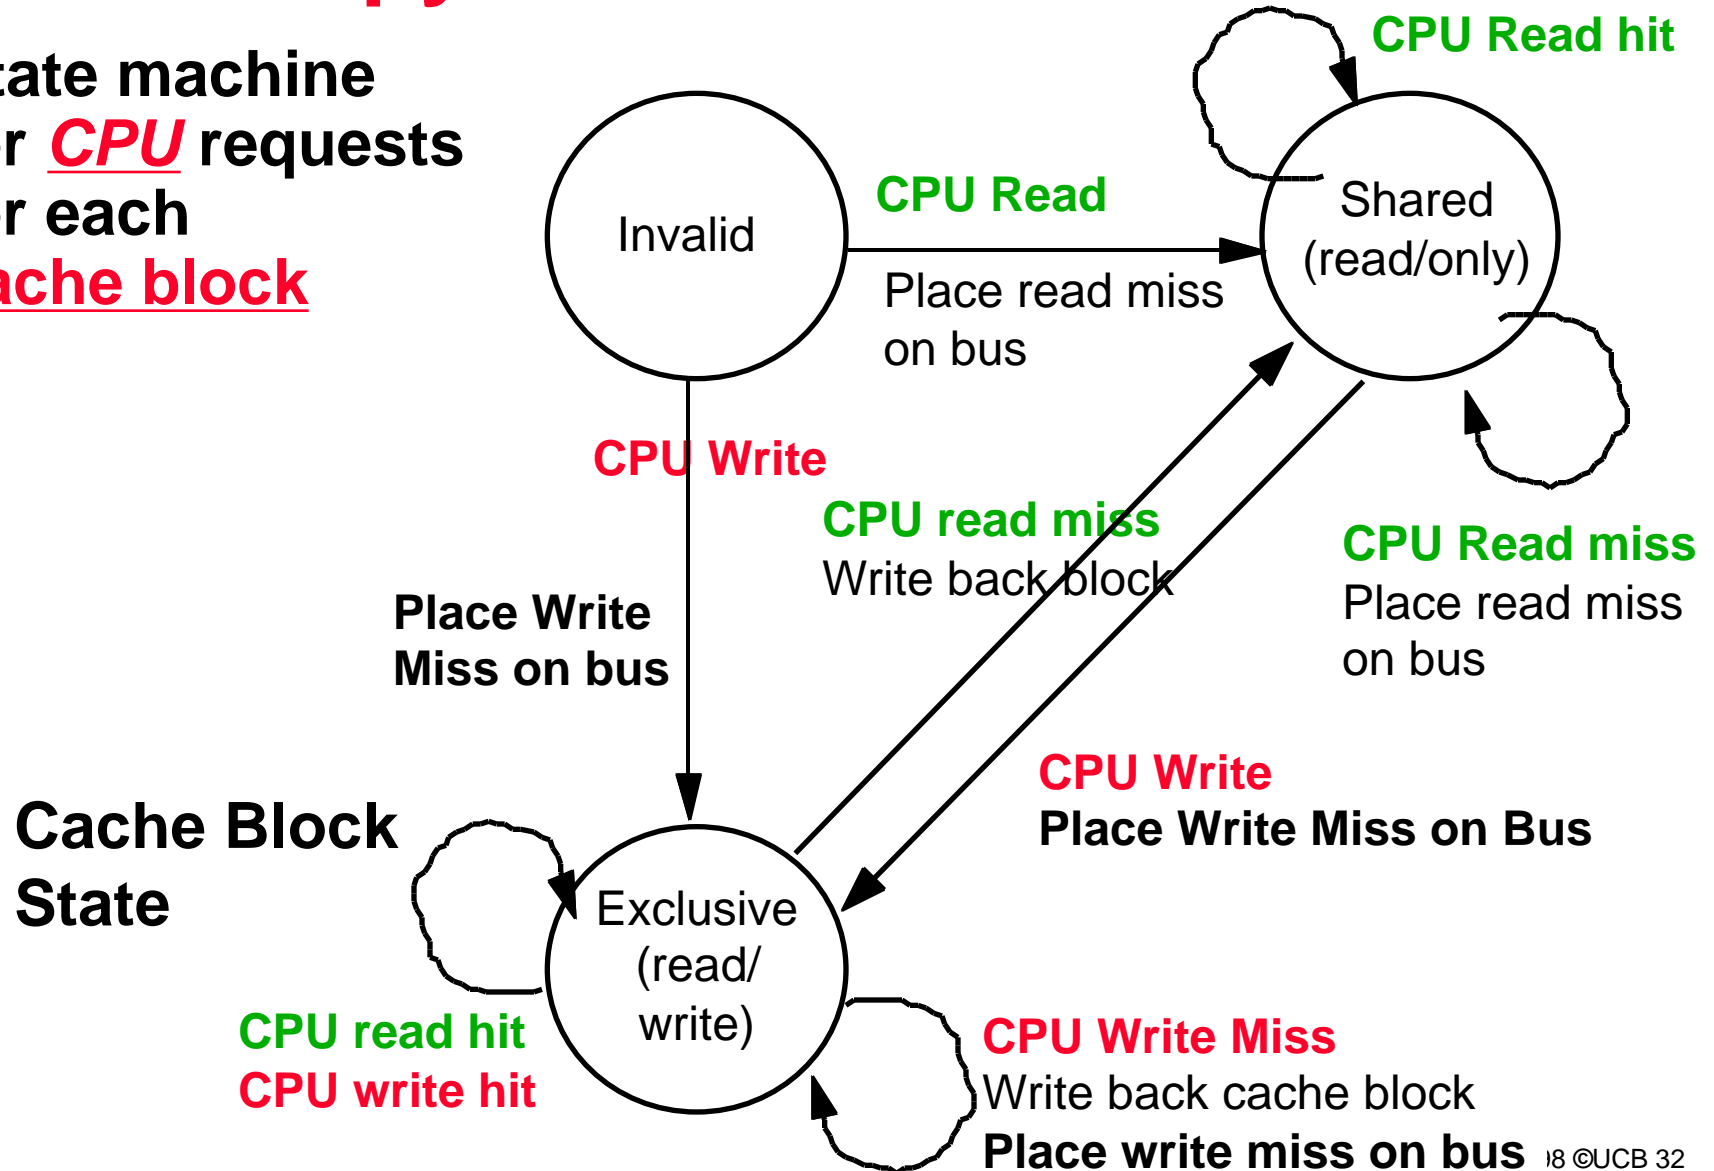 tate machine
r CPU requests
r each
ache block
CPU Read hit
Invalid
CPU Read
Place read miss
on bus
Shared
(read/only)
CPU Write
CPU read miss
Write back block
CPU Read miss
Place read miss
on bus
Place Write
Miss on bus
CPU Write
Place Write Miss on Bus
Cache Block
State
Exclusive
(read/
write)
CPU read hit
CPU write hit
CPU Write Miss
Write back cache block
Place write miss on bus
8 ©UCB 32